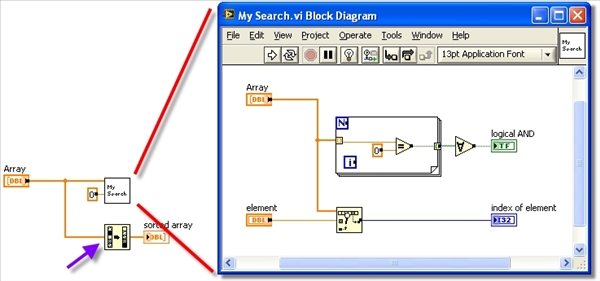 Array
[DBL]
0
My
Search
sorted array
[DBL]
My Search.vi Block Diagram
File Edit View Project Operate Tools Window Help
13pt Application Font
My
Search
Array
[DBL]
N
0
=
i
logical AND
TF
element
DBL
index of element
I32